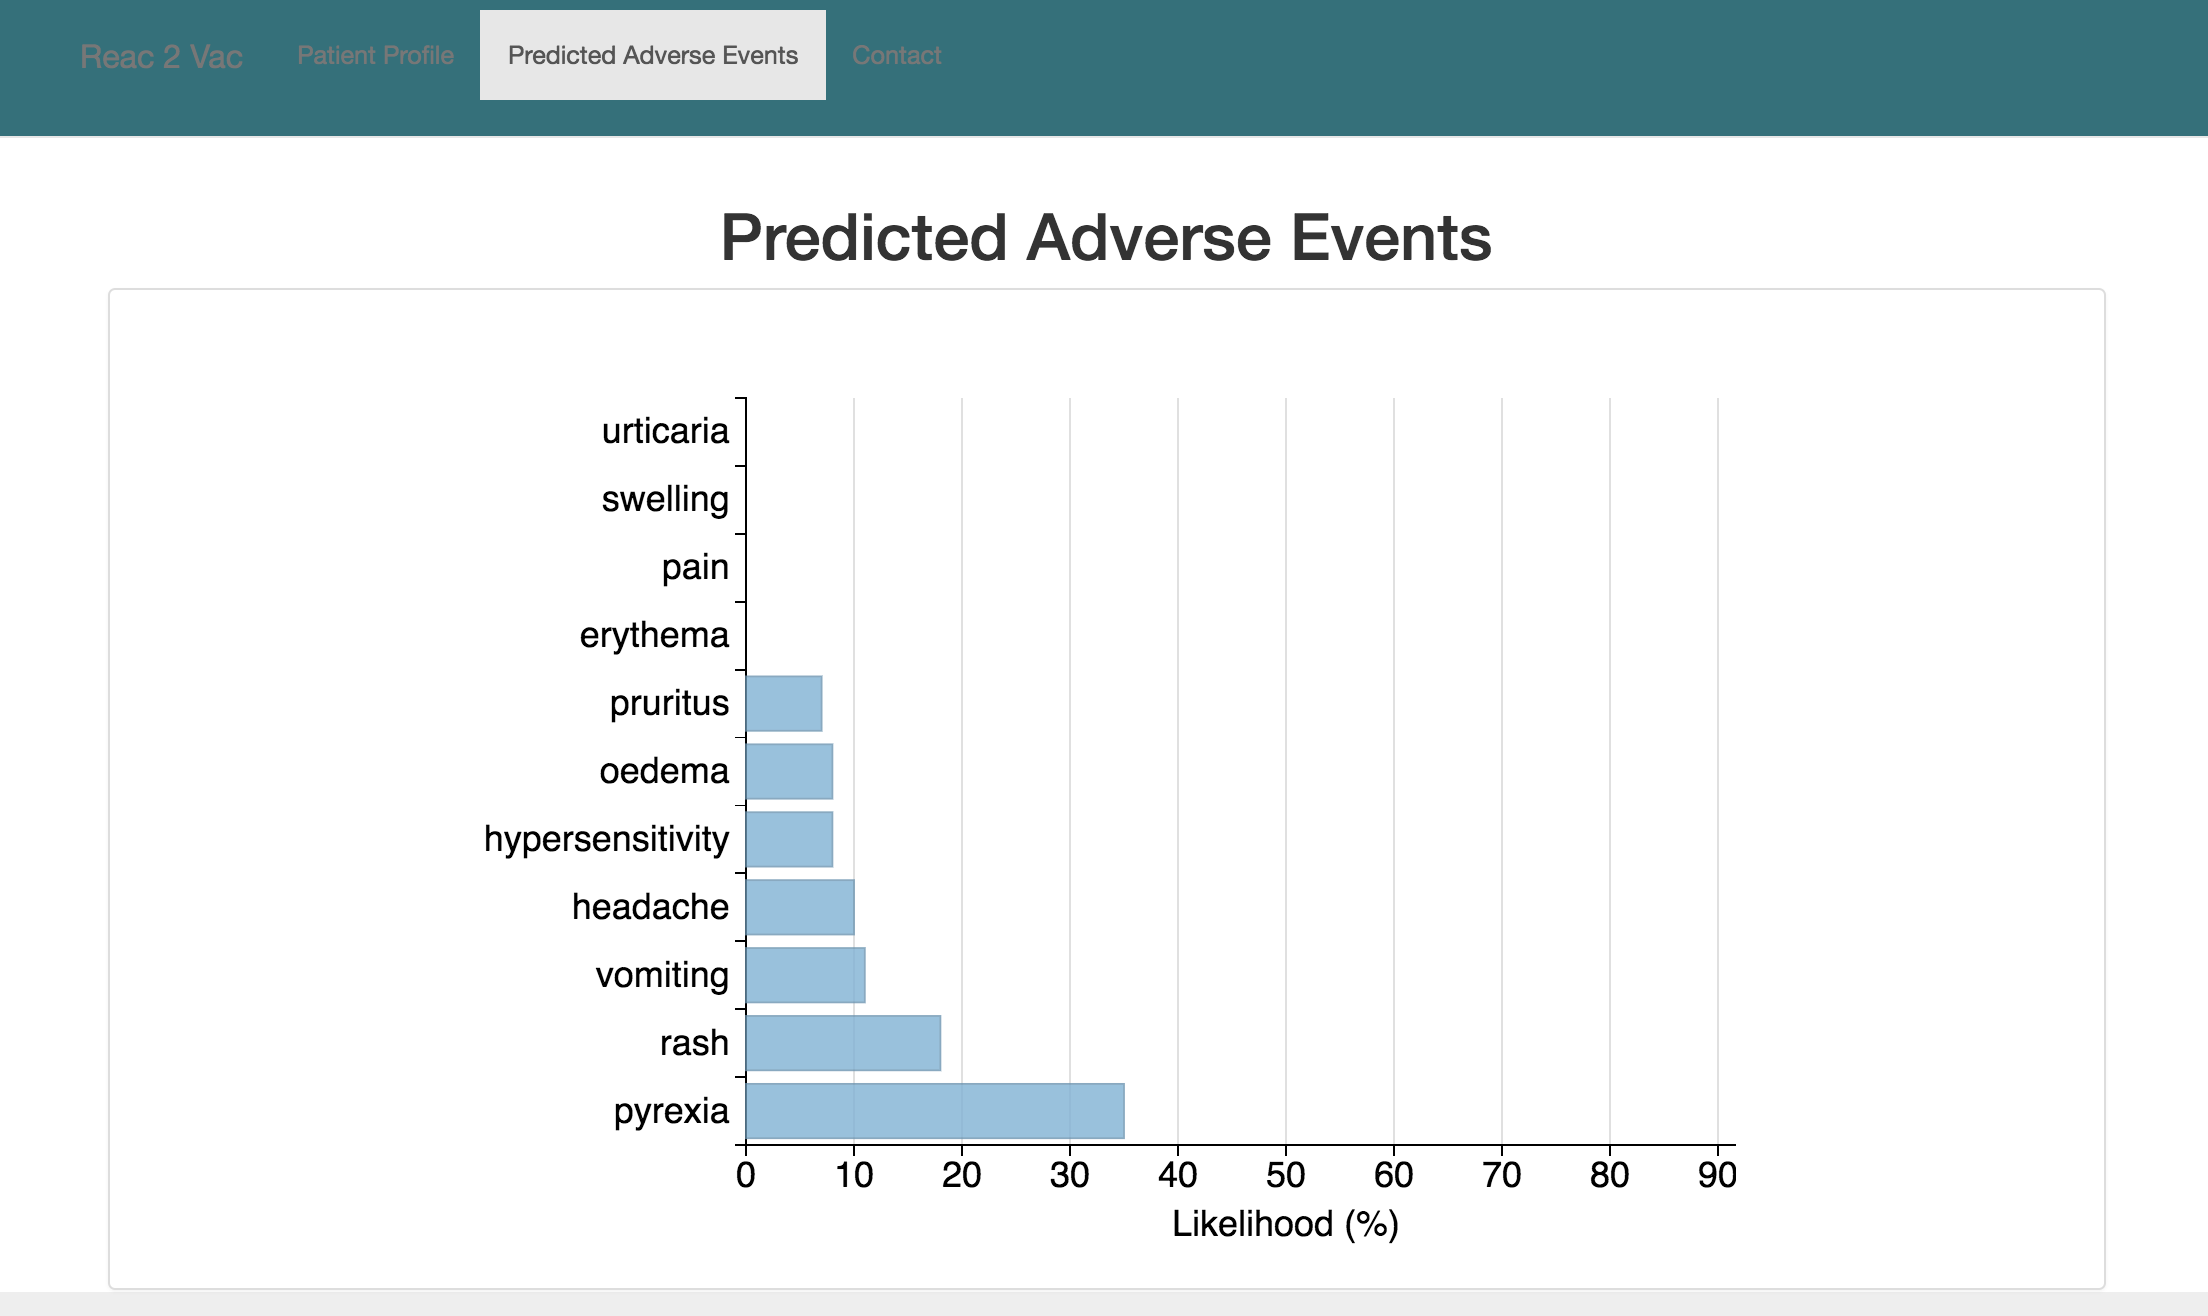 Reac 2 Vac Patient Profile Predicted Adverse Events Contact
Predicted Adverse Events
urticaria
swelling
pain
erythema
pruritus
oedema
hypersensitivity
headache
vomiting
rash
pyrexia
0 10 20 30 40 50 60 70 80 90
Likelihood (%)